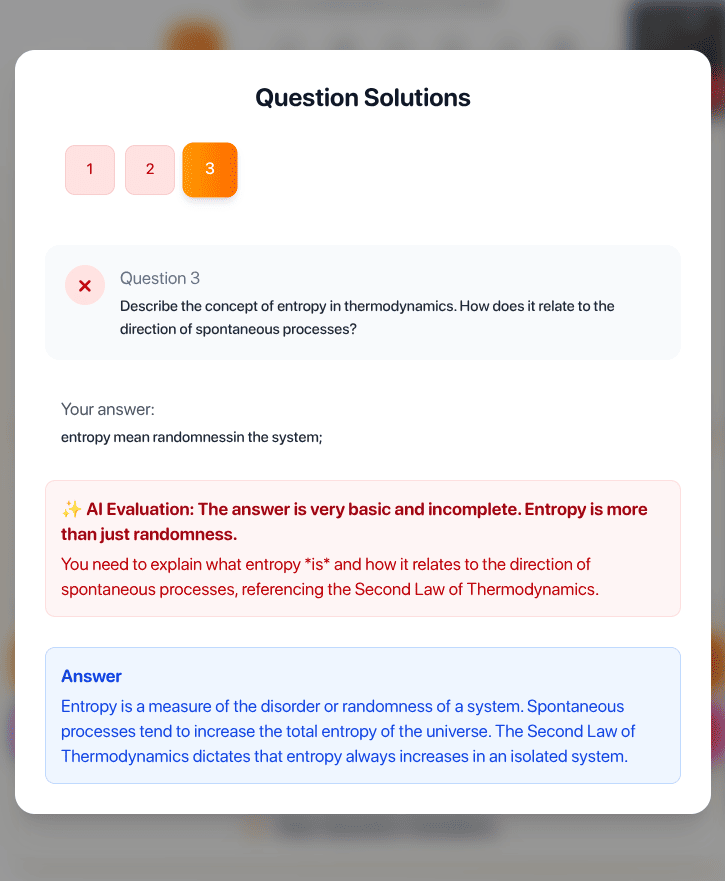 Question Solutions
1 2 3
Question 3
Describe the concept of entropy in thermodynamics. How does it relate to the
direction of spontaneous processes?
Your answer:
entropy mean randomnessin the system;
✨ AI Evaluation: The answer is very basic and incomplete. Entropy is more
than just randomness.
You need to explain what entropy *is* and how it relates to the direction of
spontaneous processes, referencing the Second Law of Thermodynamics.
Answer
Entropy is a measure of the disorder or randomness of a system. Spontaneous
processes tend to increase the total entropy of the universe. The Second Law of
Thermodynamics dictates that entropy always increases in an isolated system.